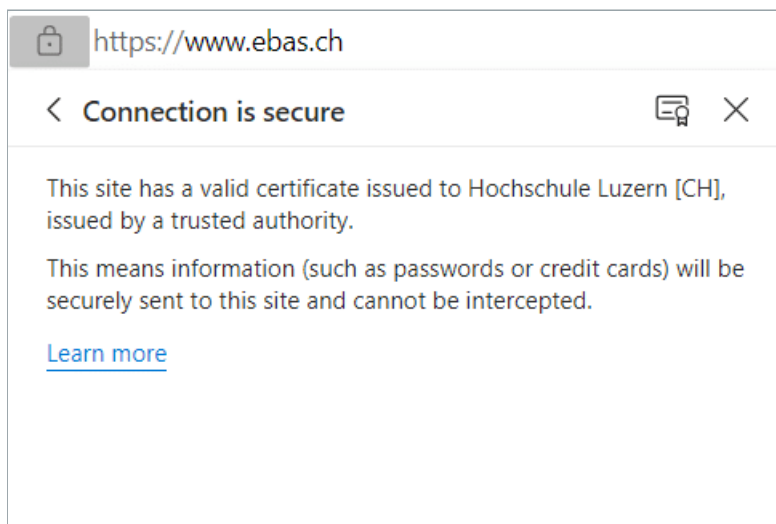 https://www.ebas.ch
Connection is secure
This site has a valid certificate issued to Hochschule Luzern [CH],
issued by a trusted authority.
This means information (such as passwords or credit cards) will be
securely sent to this site and cannot be intercepted.
Learn more